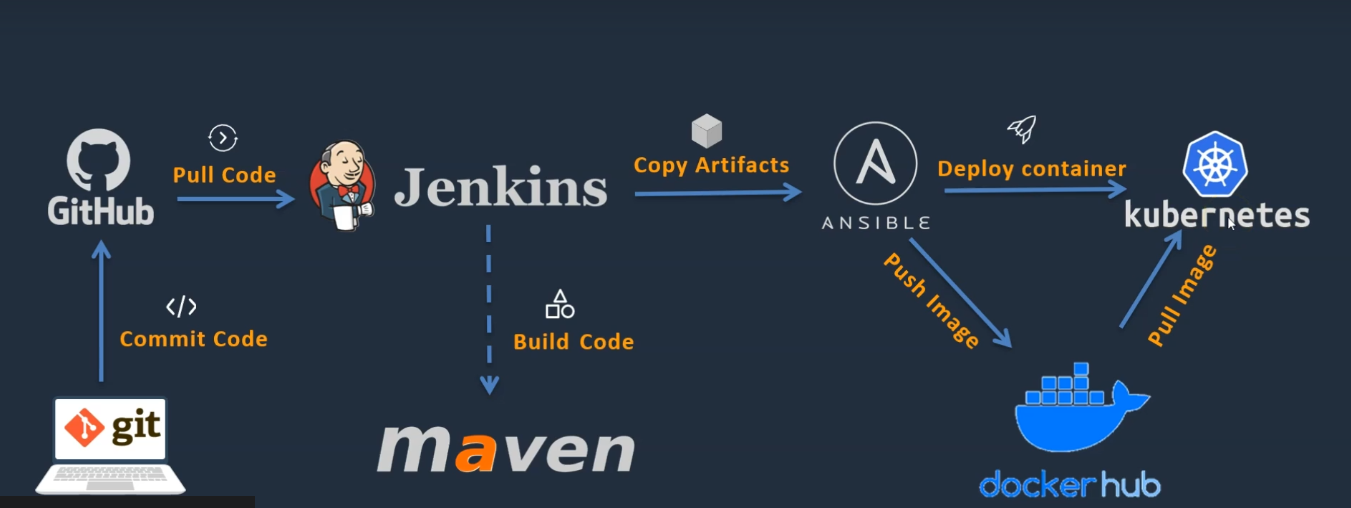 GitHub
Pull Code
Jenkins
Copy Artifacts
ANSIBLE
Deploy container
kubernetes
Commit Code
Build Code
Push Image
Pull Image
git
maven
dockerhub